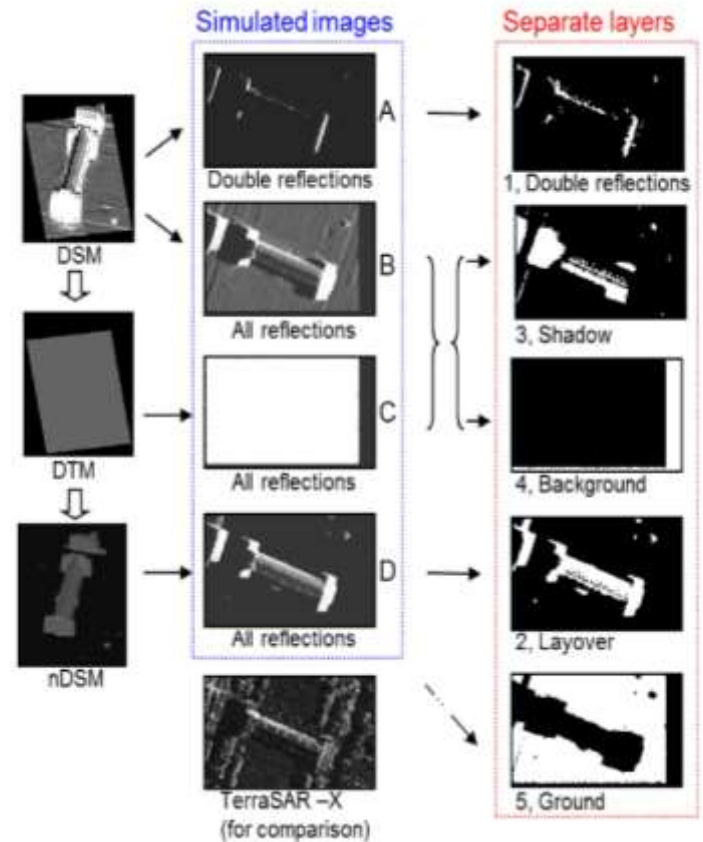 Simulated images
Separate layers
A
Double reflections
1, Double reflections
DSM
B
All reflections
3, Shadow
DTM
C
All reflections
4, Background
nDSM
D
All reflections
2, Layover
TerraSAR –X
(for comparison)
5, Ground